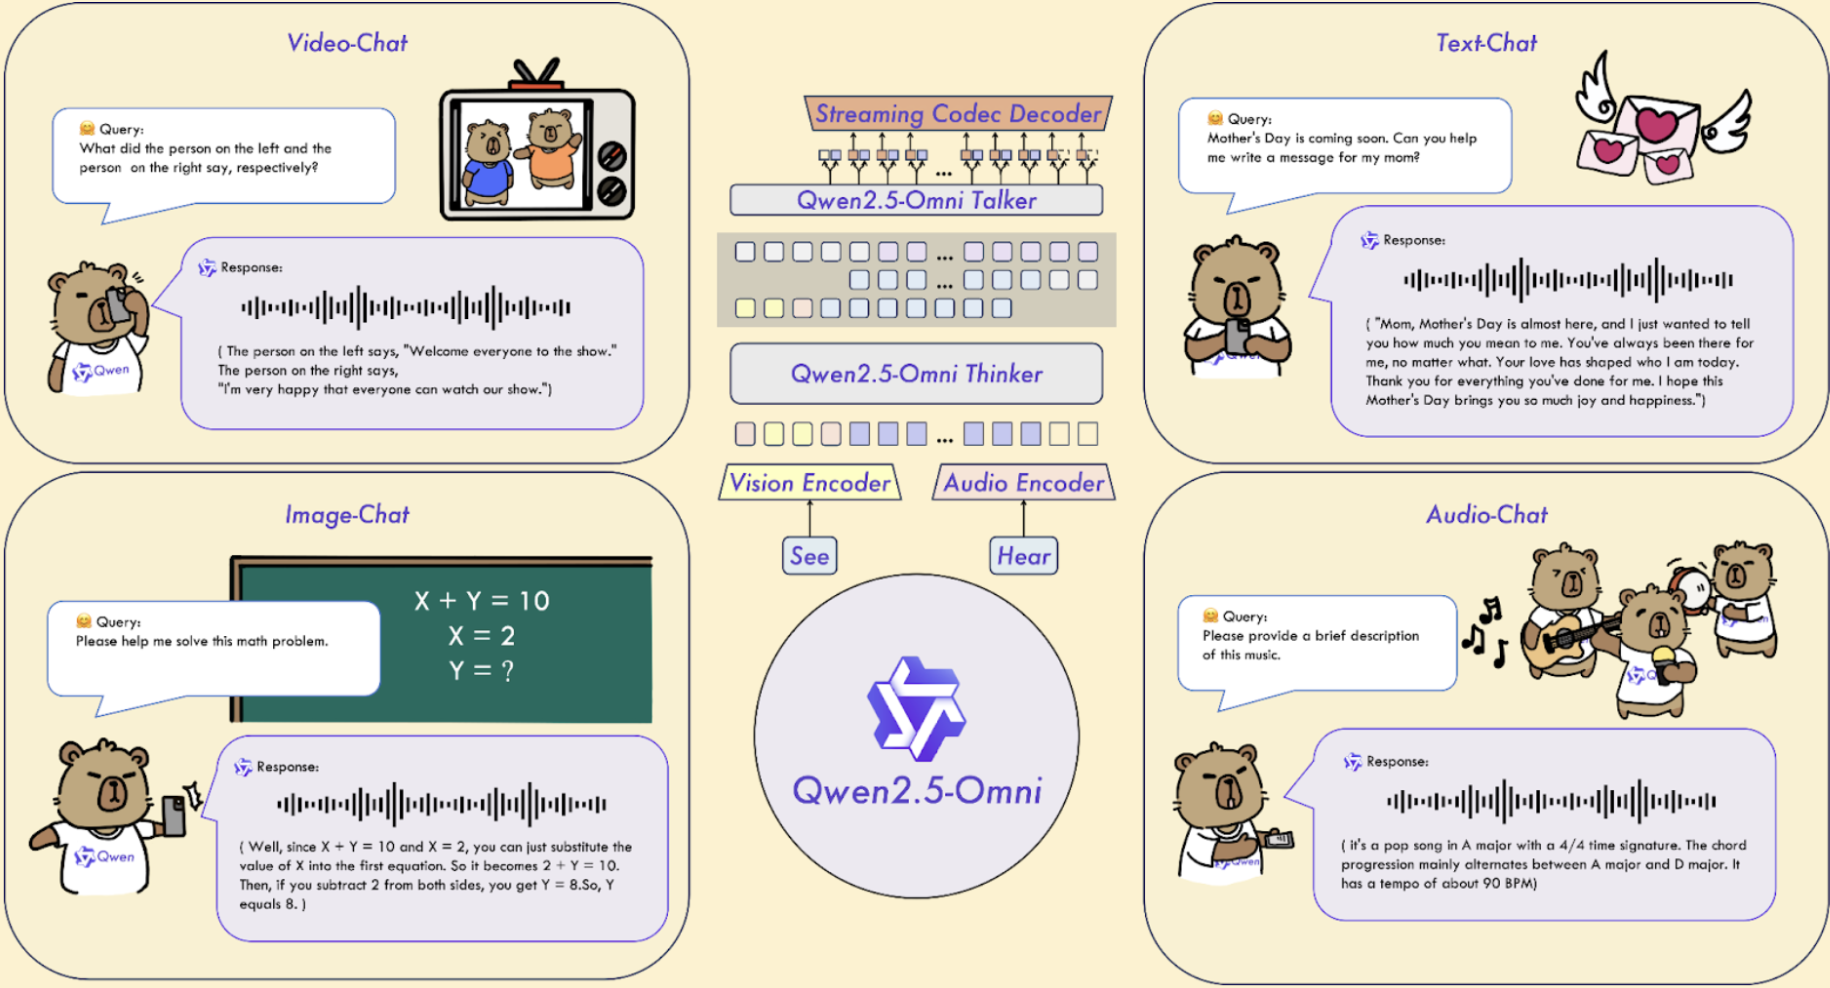 Video-Chat
Query:
What did the person on the left and the
person on the right say, respectively?
Response:
( The person on the left says, "Welcome everyone to the show."
The person on the right says,
"I'm very happy that everyone can watch our show.")
Qwen
Image-Chat
X + Y = 10
X = 2
Y = ?
Query:
Please help me solve this math problem.
Response:
( Well, since X + Y = 10 and X = 2, you can just substitute the
value of X into the first equation. So it becomes 2 + Y = 10.
Then, if you subtract 2 from both sides, you get Y = 8.So, Y
equals 8. )
Qwen
Streaming Codec Decoder
...
Qwen2.5-Omni Talker
...
...
Qwen2.5-Omni Thinker
...
Vision Encoder
Audio Encoder
See
Hear
Qwen2.5-Omni
Text-Chat
Query:
Mother's Day is coming soon. Can you help
me write a message for my mom?
Response:
( "Mom, Mother's Day is almost here, and I just wanted to tell
you how much you mean to me. You've always been there for
me, no matter what. Your love has shaped who I am today.
Thank you for everything you've done for me. I hope this
Mother's Day brings you so much joy and happiness.")
Audio-Chat
Query:
Please provide a brief description
of this music.
Response:
( it's a pop song in A major with a 4/4 time signature. The chord
progression mainly alternates between A major and D major. It
has a tempo of about 90 BPM)